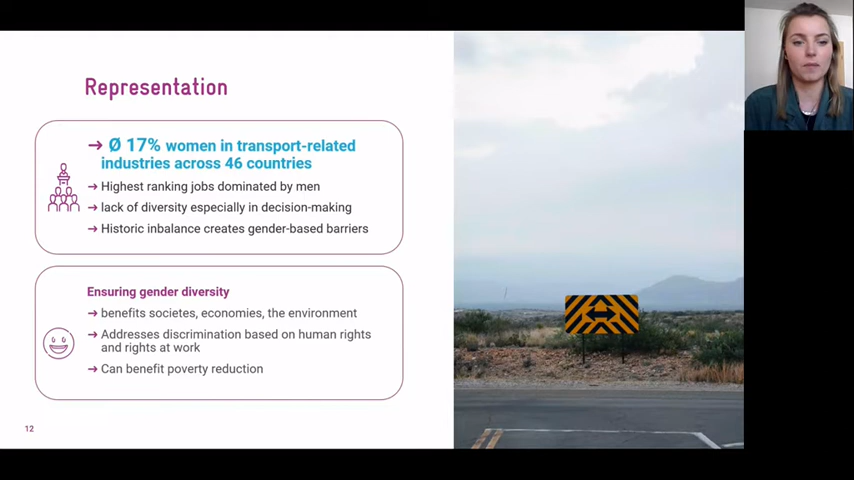 Representation
→ Ø 17% women in transport-related
industries across 46 countries
→ Highest ranking jobs dominated by men
→ lack of diversity especially in decision-making
→ Historic inbalance creates gender-based barriers
Ensuring gender diversity
→ benefits societes, economies, the environment
→ Addresses discrimination based on human rights
and rights at work
→ Can benefit poverty reduction
12